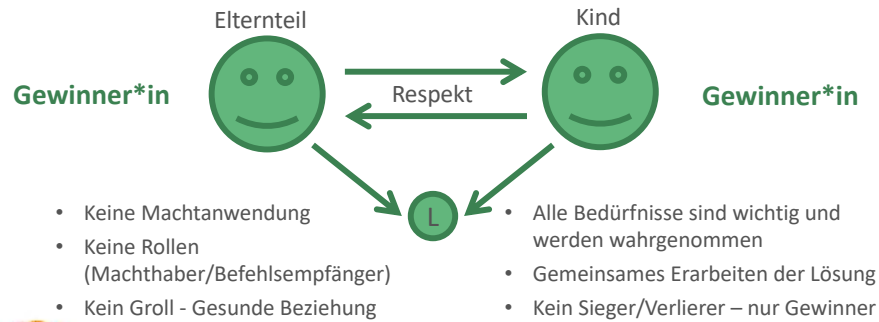 Elternteil
Kind
Gewinner*in
Respekt
Gewinner*in
L
• Keine Machtanwendung
• Keine Rollen
(Machthaber/Befehlsempfänger)
• Kein Groll - Gesunde Beziehung
• Alle Bedürfnisse sind wichtig und
werden wahrgenommen
• Gemeinsames Erarbeiten der Lösung
• Kein Sieger/Verlierer – nur Gewinner